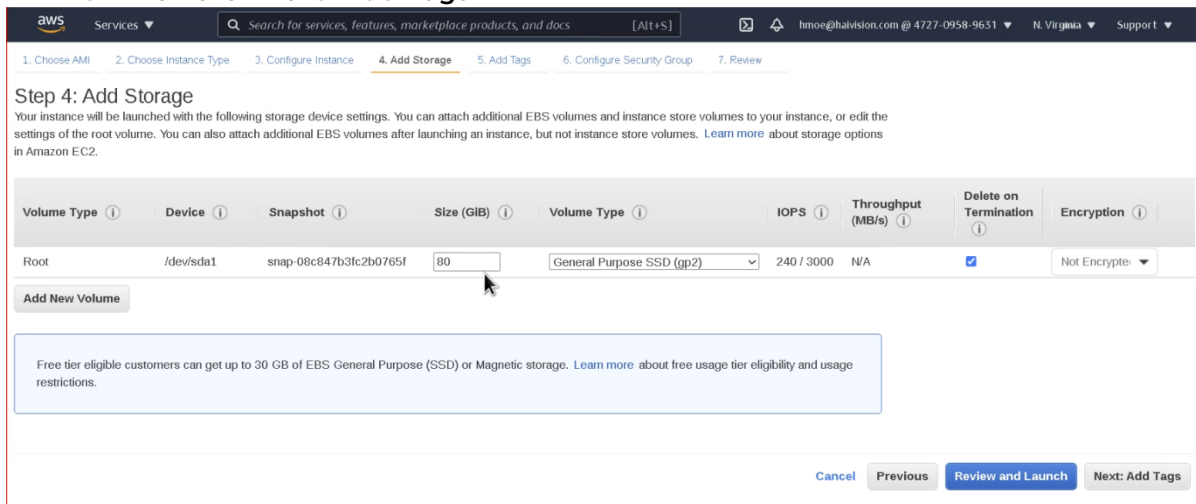 aws Services ▼ Search for services, features, marketplace products, and docs [Alt+S] hmoe@haivision.com @ 4727-0958-9631 ▼ N. Virginia ▼ Support ▼
1. Choose AMI 2. Choose Instance Type 3. Configure Instance 4. Add Storage 5. Add Tags 6. Configure Security Group 7. Review
Step 4: Add Storage
Your instance will be launched with the following storage device settings. You can attach additional EBS volumes and instance store volumes to your instance, or edit the
settings of the root volume. You can also attach additional EBS volumes after launching an instance, but not instance store volumes. Learn more about storage options
in Amazon EC2.
Volume Type Device Snapshot Size (GiB) Volume Type IOPS Throughput (MB/s) Delete on Termination Encryption
Root /dev/sda1 snap-08c847b3fc2b0765f 80 General Purpose SSD (gp2) 240 / 3000 N/A Not Encrypte
Add New Volume
Free tier eligible customers can get up to 30 GB of EBS General Purpose (SSD) or Magnetic storage. Learn more about free usage tier eligibility and usage
restrictions.
Cancel Previous Review and Launch Next: Add Tags